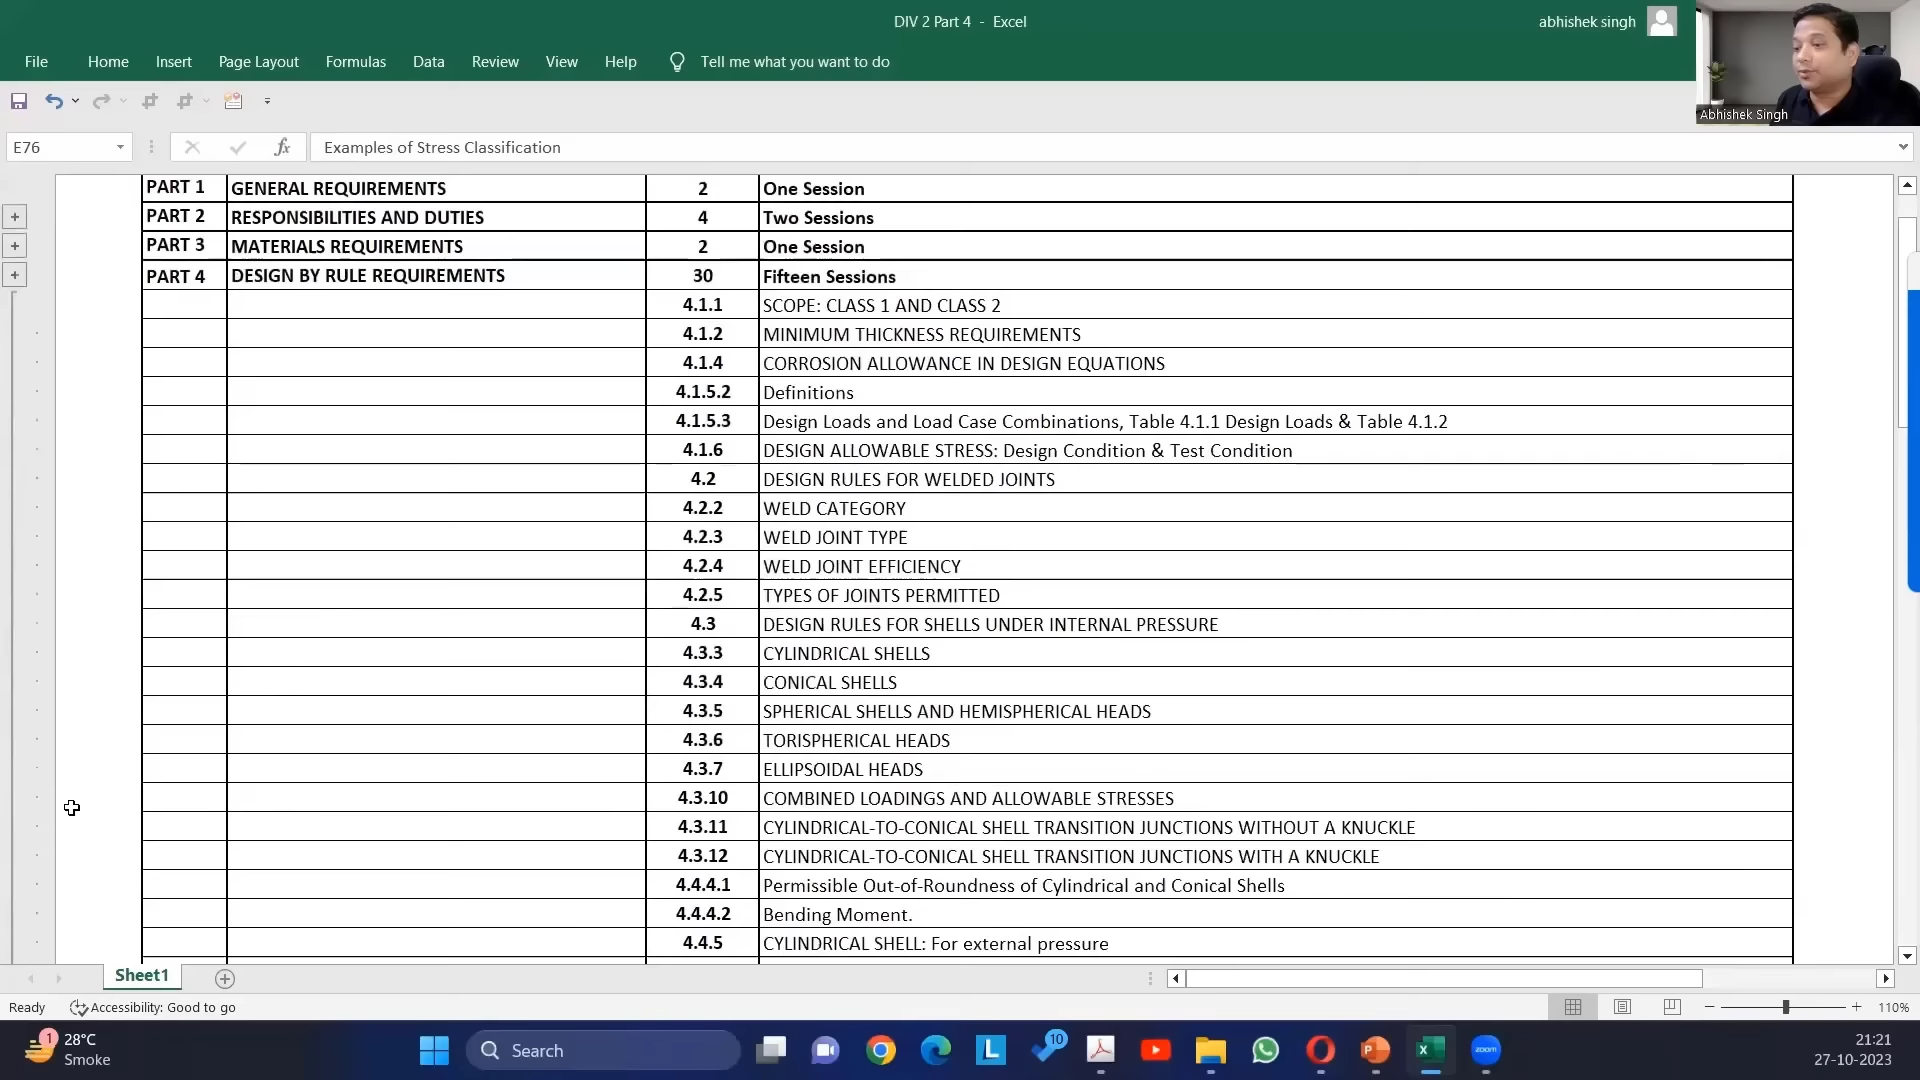 DIV 2 Part 4 - Excel
abhishek singh
File Home Insert Page Layout Formulas Data Review View Help Tell me what you want to do
Abhishek Singh
E76 fx Examples of Stress Classification
PART 1 GENERAL REQUIREMENTS 2 One Session
PART 2 RESPONSIBILITIES AND DUTIES 4 Two Sessions
PART 3 MATERIALS REQUIREMENTS 2 One Session
PART 4 DESIGN BY RULE REQUIREMENTS 30 Fifteen Sessions
4.1.1 SCOPE: CLASS 1 AND CLASS 2
4.1.2 MINIMUM THICKNESS REQUIREMENTS
4.1.4 CORROSION ALLOWANCE IN DESIGN EQUATIONS
4.1.5.2 Definitions
4.1.5.3 Design Loads and Load Case Combinations, Table 4.1.1 Design Loads & Table 4.1.2
4.1.6 DESIGN ALLOWABLE STRESS: Design Condition & Test Condition
4.2 DESIGN RULES FOR WELDED JOINTS
4.2.2 WELD CATEGORY
4.2.3 WELD JOINT TYPE
4.2.4 WELD JOINT EFFICIENCY
4.2.5 TYPES OF JOINTS PERMITTED
4.3 DESIGN RULES FOR SHELLS UNDER INTERNAL PRESSURE
4.3.3 CYLINDRICAL SHELLS
4.3.4 CONICAL SHELLS
4.3.5 SPHERICAL SHELLS AND HEMISPHERICAL HEADS
4.3.6 TORISPHERICAL HEADS
4.3.7 ELLIPSOIDAL HEADS
4.3.10 COMBINED LOADINGS AND ALLOWABLE STRESSES
4.3.11 CYLINDRICAL-TO-CONICAL SHELL TRANSITION JUNCTIONS WITHOUT A KNUCKLE
4.3.12 CYLINDRICAL-TO-CONICAL SHELL TRANSITION JUNCTIONS WITH A KNUCKLE
4.4.4.1 Permissible Out-of-Roundness of Cylindrical and Conical Shells
4.4.4.2 Bending Moment.
4.4.5 CYLINDRICAL SHELL: For external pressure
Sheet1
Ready Accessibility: Good to go 110%
1 28°C
Smoke
Search
L
10
zoom
21:21
27-10-2023